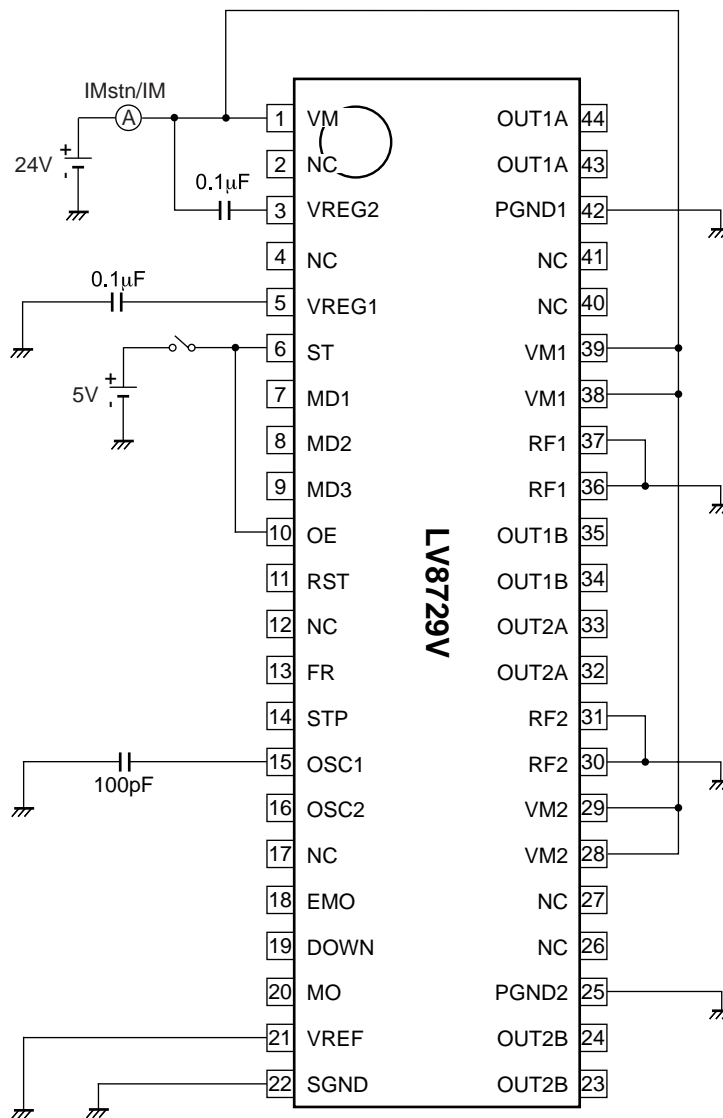 IMstn/IM
A
24V
+
-
0.1µF
0.1µF
+
5V
-
100pF
LV8729V
1 VM
2 NC
3 VREG2
4 NC
5 VREG1
6 ST
7 MD1
8 MD2
9 MD3
10 OE
11 RST
12 NC
13 FR
14 STP
15 OSC1
16 OSC2
17 NC
18 EMO
19 DOWN
20 MO
21 VREF
22 SGND
OUT1A 44
OUT1A 43
PGND1 42
NC 41
NC 40
VM1 39
VM1 38
RF1 37
RF1 36
OUT1B 35
OUT1B 34
OUT2A 33
OUT2A 32
RF2 31
RF2 30
VM2 29
VM2 28
NC 27
NC 26
PGND2 25
OUT2B 24
OUT2B 23